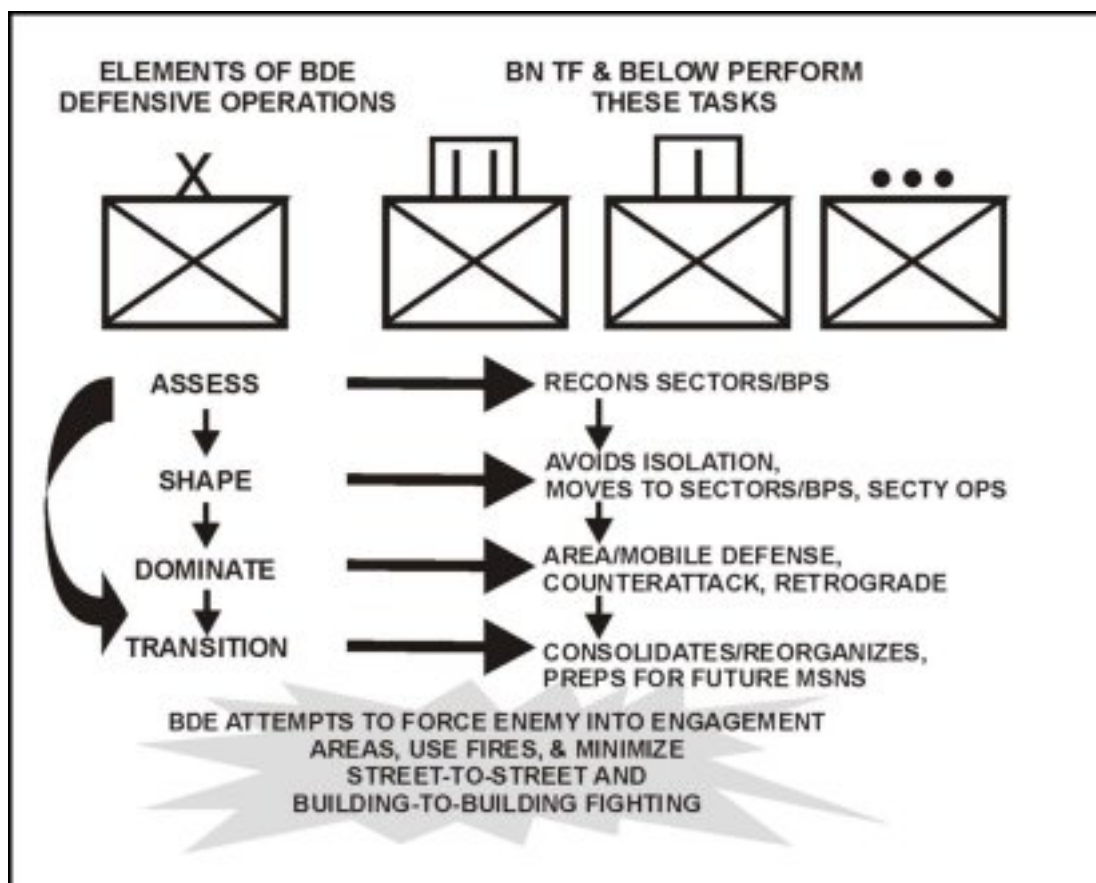 ELEMENTS OF BDE
DEFENSIVE OPERATIONS
BN TF & BELOW PERFORM
THESE TASKS
X
ASSESS
RECONS SECTORS/BPS
SHAPE
AVOIDS ISOLATION,
MOVES TO SECTORS/BPS, SECTY OPS
DOMINATE
AREA/MOBILE DEFENSE,
COUNTERATTACK, RETROGRADE
TRANSITION
CONSOLIDATES/REORGANIZES,
PREPS FOR FUTURE MSNS
BDE ATTEMPTS TO FORCE ENEMY INTO ENGAGEMENT
AREAS, USE FIRES, & MINIMIZE
STREET-TO-STREET AND
BUILDING-TO-BUILDING FIGHTING